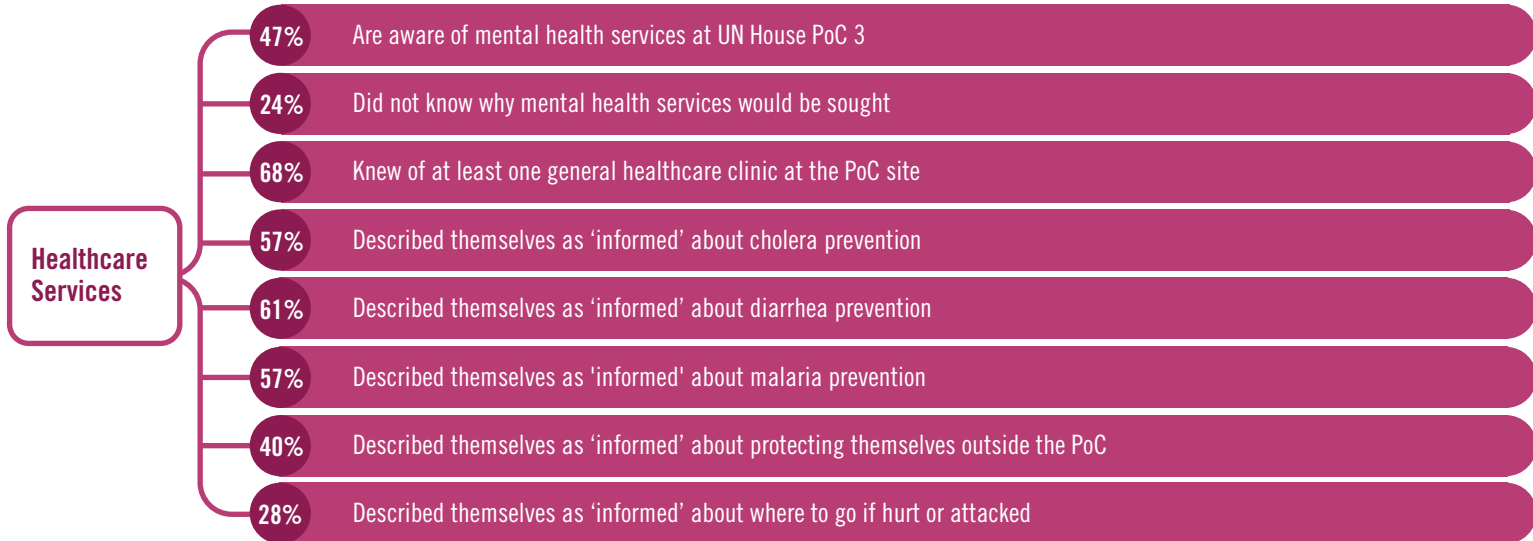 47% Are aware of mental health services at UN House PoC 3
24% Did not know why mental health services would be sought
68% Knew of at least one general healthcare clinic at the PoC site
Healthcare
Services
57% Described themselves as ‘informed’ about cholera prevention
61% Described themselves as ‘informed’ about diarrhea prevention
57% Described themselves as 'informed' about malaria prevention
40% Described themselves as ‘informed’ about protecting themselves outside the PoC
28% Described themselves as ‘informed’ about where to go if hurt or attacked